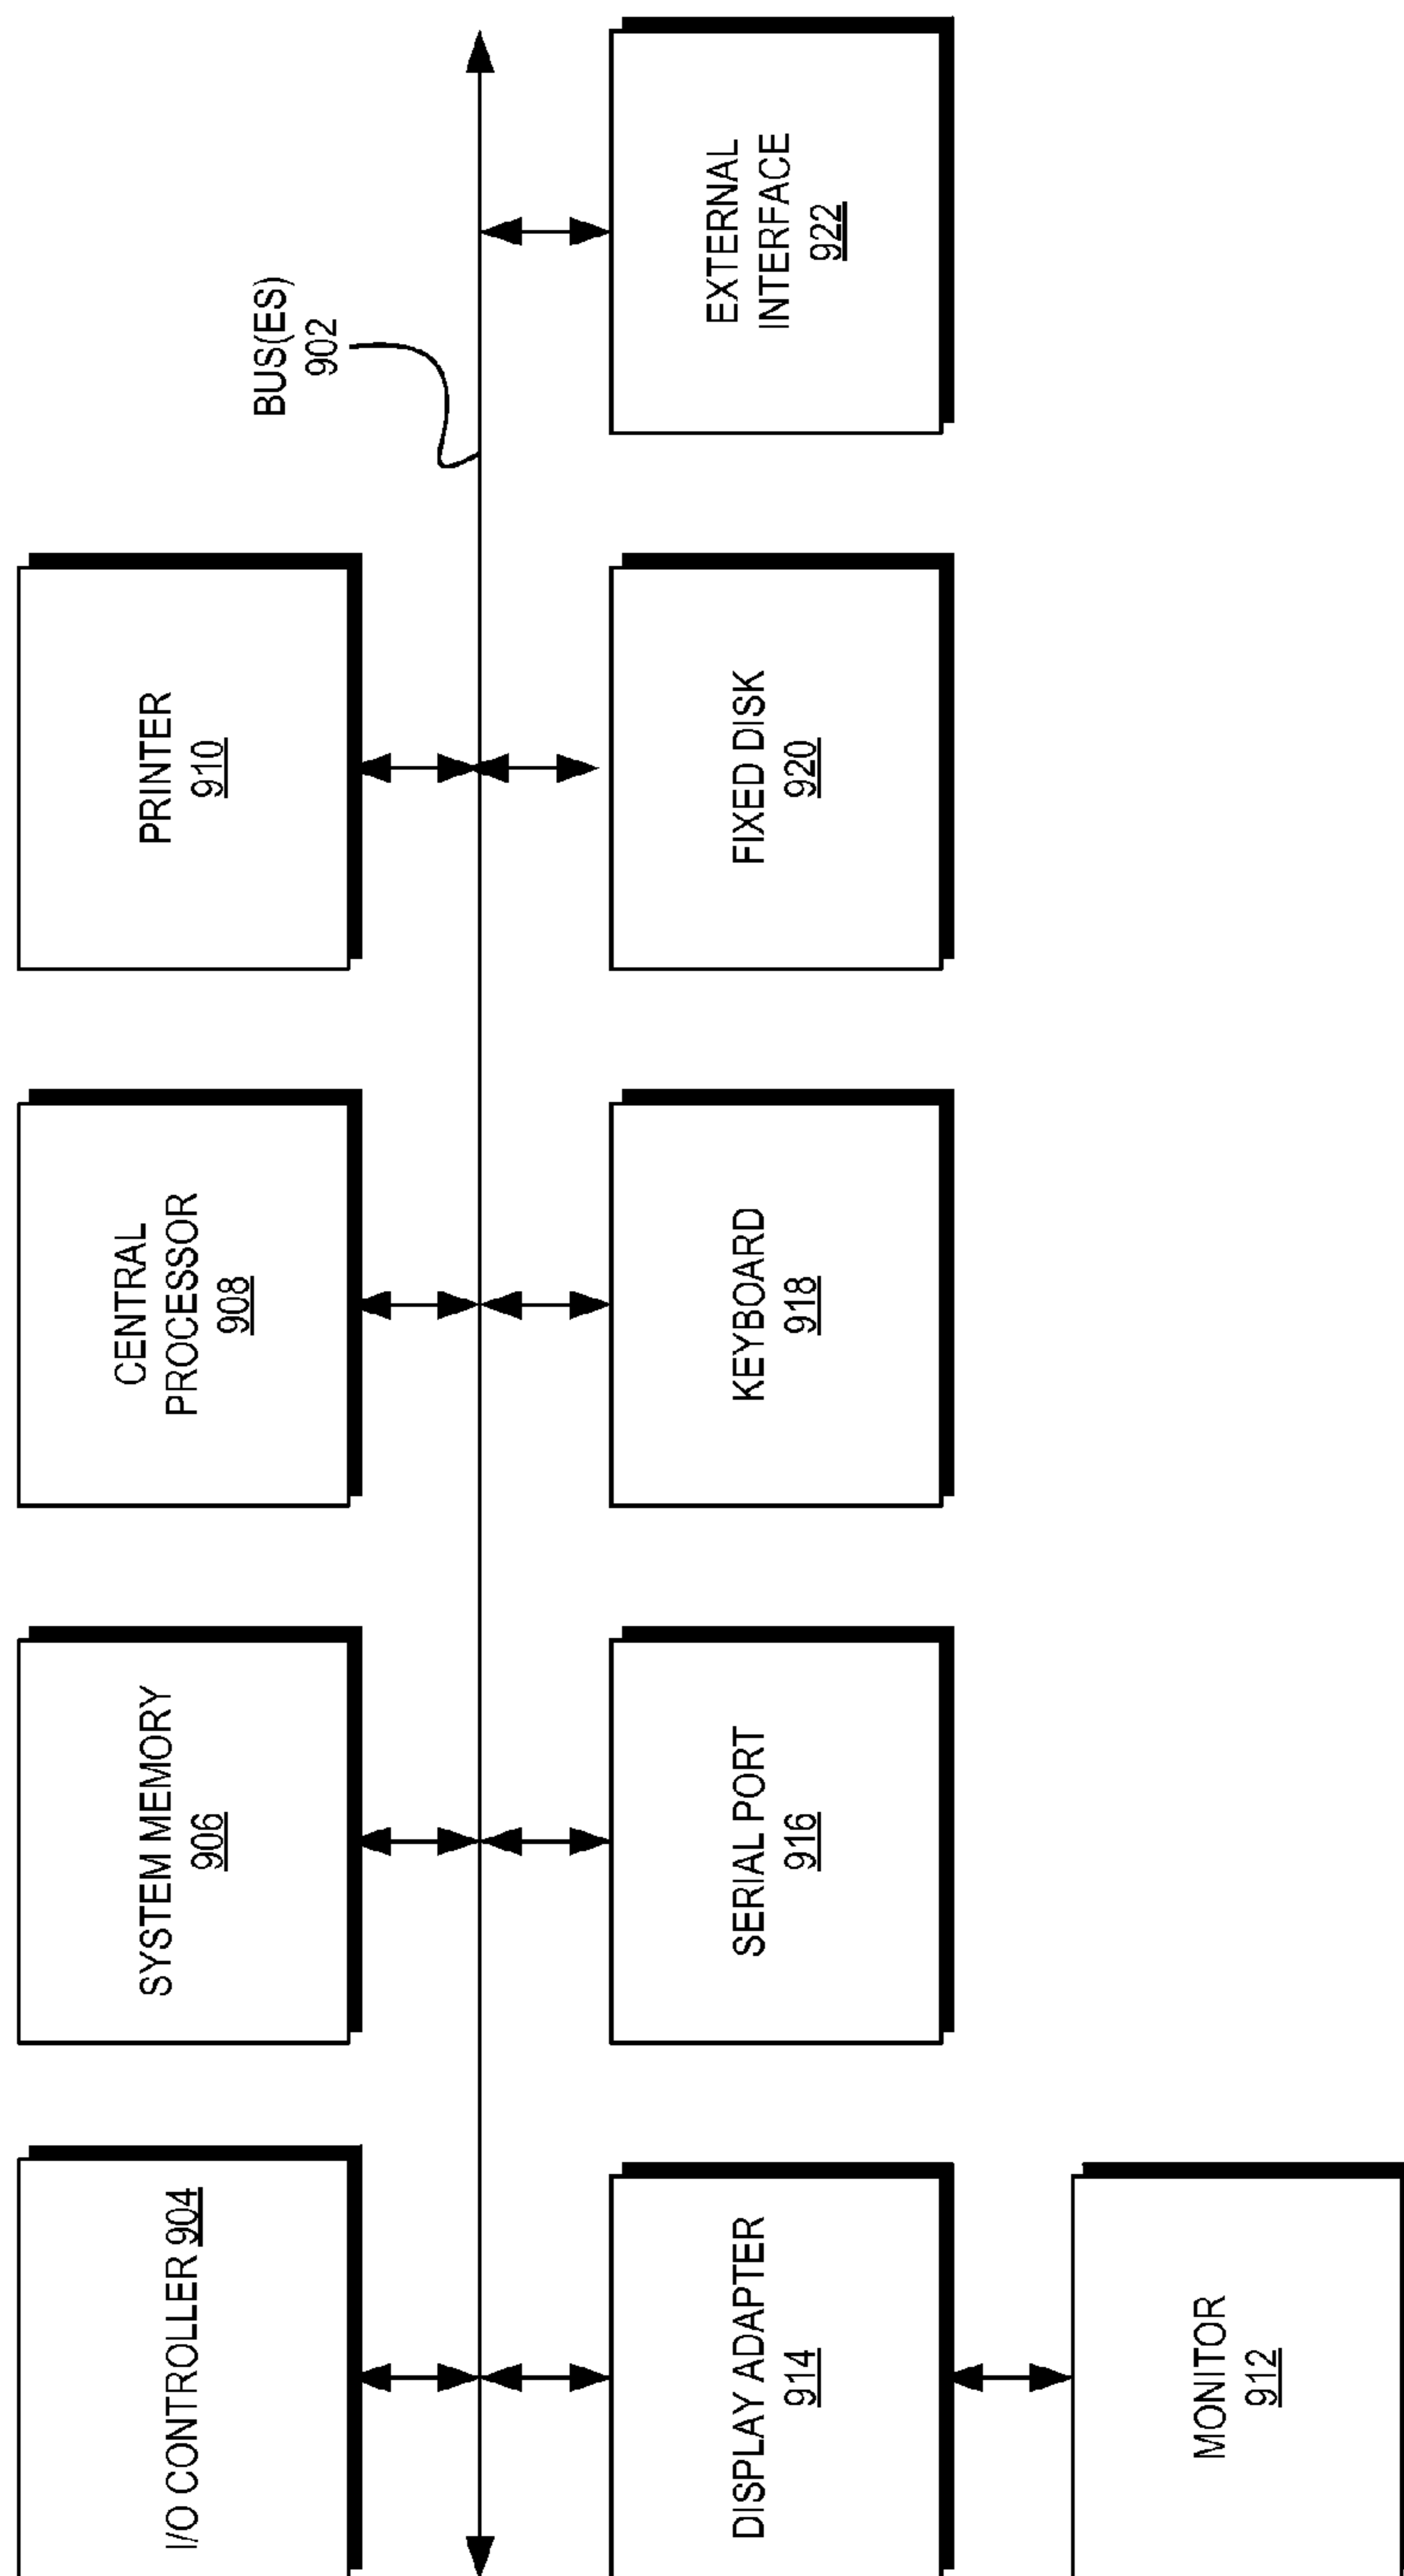 I/O CONTROLLER 904
SYSTEM MEMORY
906
CENTRAL
PROCESSOR
908
PRINTER
910
BUS(ES)
902
DISPLAY ADAPTER
914
SERIAL PORT
916
KEYBOARD
918
FIXED DISK
920
EXTERNAL
INTERFACE
922
MONITOR
912